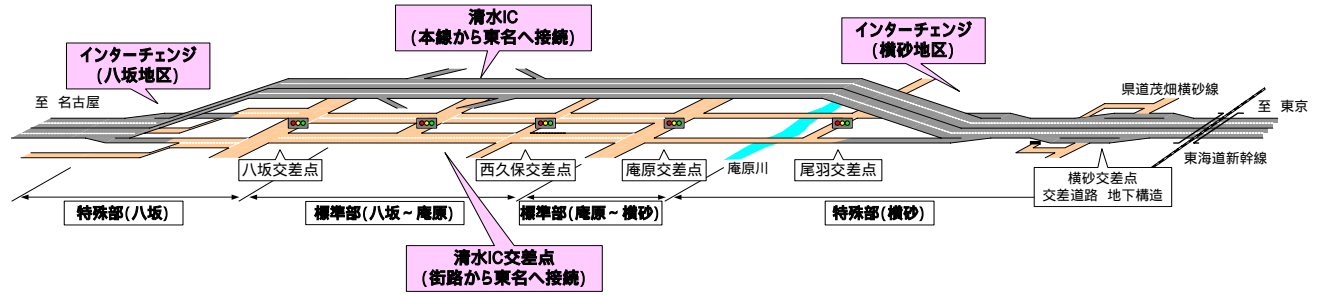 清水IC
(本線から東名へ接続)
インターチェンジ
(八坂地区)
インターチェンジ
(横砂地区)
至 名古屋
県道茂畑横砂線
至 東京
東海道新幹線
八坂交差点
西久保交差点
庵原交差点
庵原川
尾羽交差点
横砂交差点
交差道路 地下構造
特殊部(八坂)
標準部(八坂~庵原)
標準部(庵原~横砂)
特殊部(横砂)
清水IC交差点
(街路から東名へ接続)